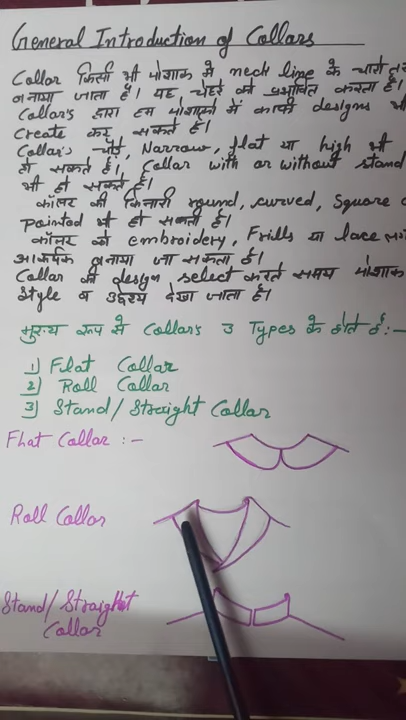 General Introduction of Collars
Collar किसी भी पोशाक में neck line के चारों
बनाया जाता है। यह चेहरे को प्रभावित करता है।
Collar's द्वारा हम पोशाकों में काफी designs भी
Create कर सकते हैं।
Collar's चौड़े, Narrow, flat या high भी
हो सकते हैं, Collar with or without stand
भी हो सकते हैं।
कॉलर की किनारी round, curved, Square
pointed भी हो सकती है।
कॉलर को embroidery, Frills या lace
आकर्षक बनाया जा सकता है।
Collar की design select करते समय पोशाक
Style व उद्देश्य देखा जाता है।
मुख्य रूप से Collars 3 Types के होते हैं:-
1) Flat Collar
2) Roll Collar
3) Stand/Straight Collar
Flat Collar :-
Roll Collar
Stand/Straight
Collar